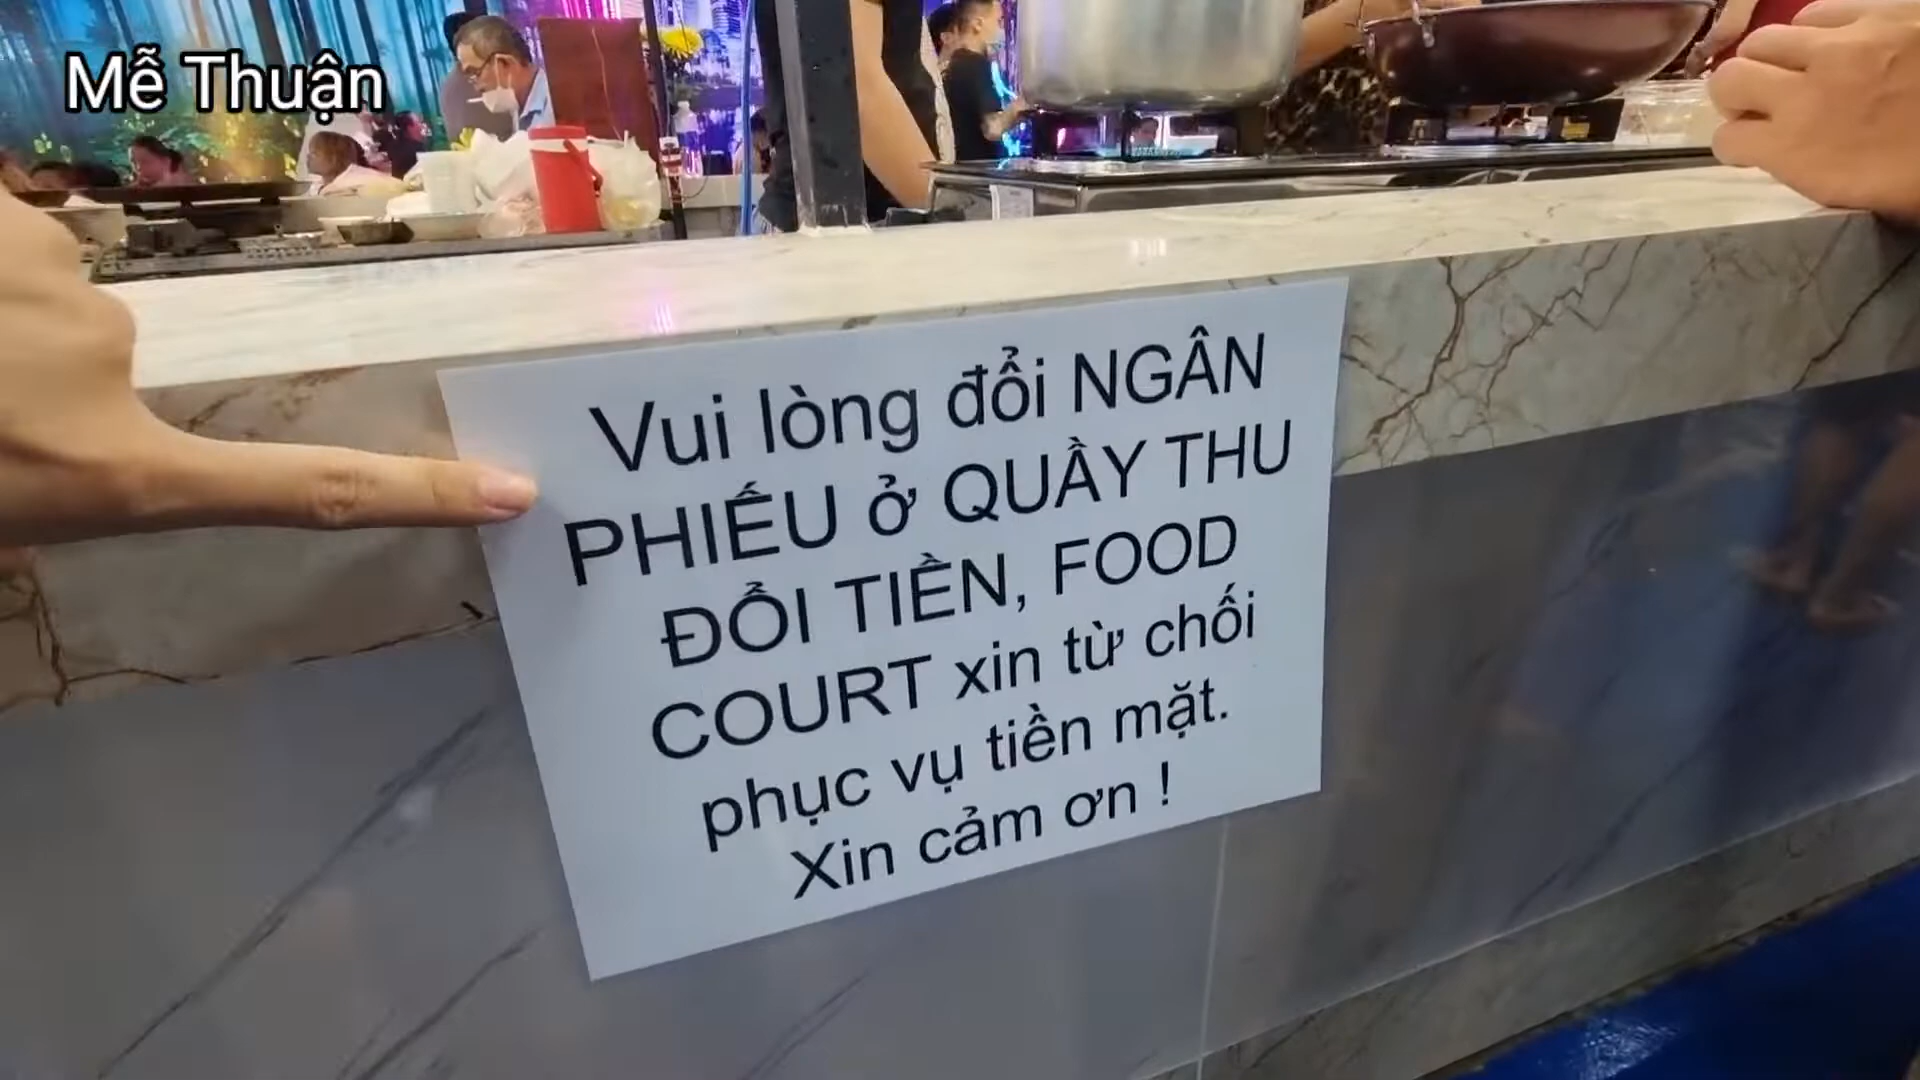 Mễ Thuận
Vui lòng đổi NGÂN
PHIẾU ở QUẦY THU
ĐỔI TIỀN, FOOD
COURT xin từ chối
phục vụ tiền mặt.
Xin cảm ơn !